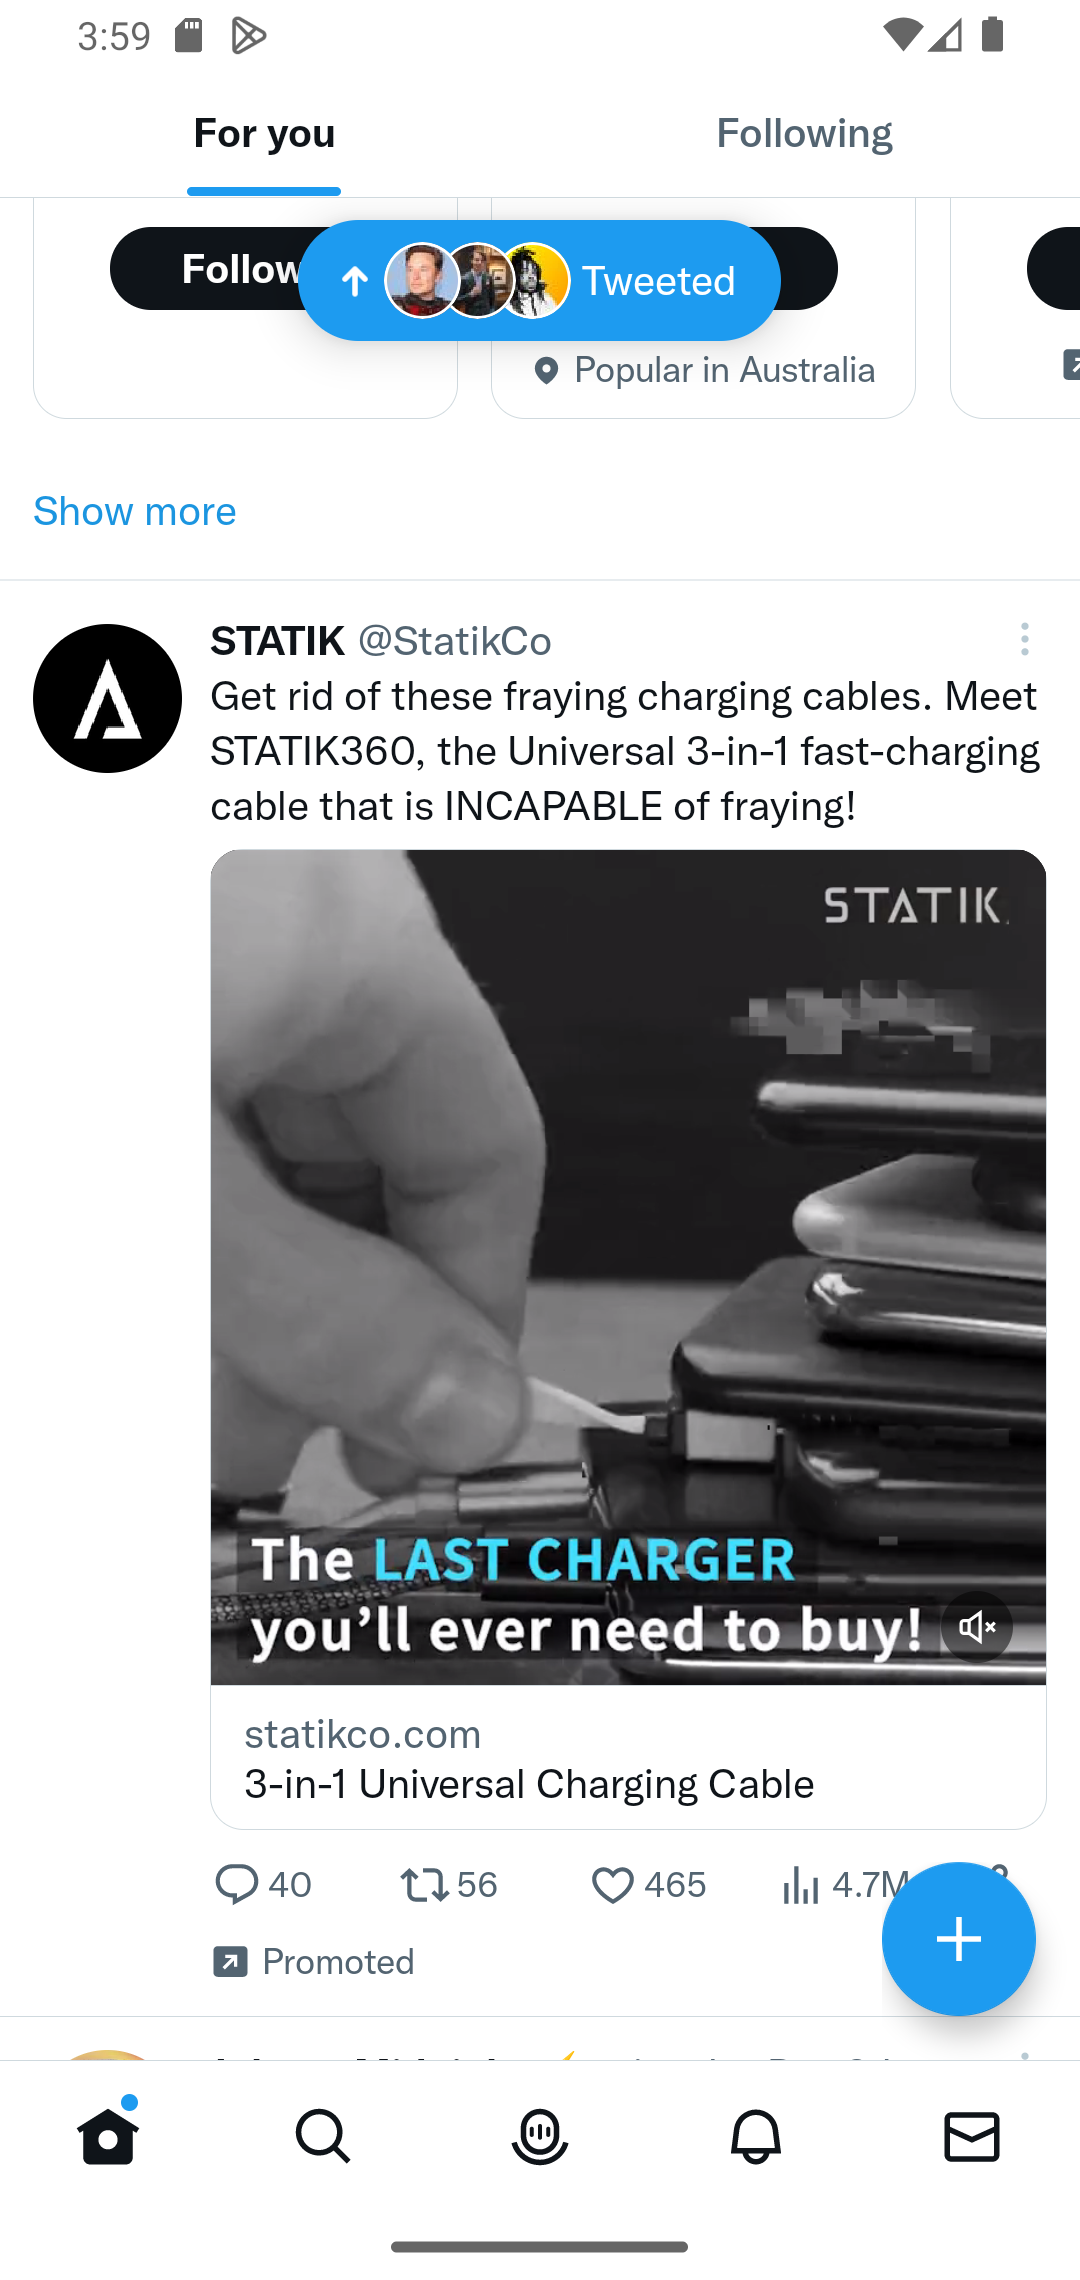 3:59
For you
Following
Follow
Tweeted
Popular in Australia
Show more
STATIK @StatikCo
Get rid of these fraying charging cables. Meet
STATIK360, the Universal 3-in-1 fast-charging
cable that is INCAPABLE of fraying!
STATIK
The LAST CHARGER
you’ll ever need to buy!
statikco.com
3-in-1 Universal Charging Cable
40
56
465
4.7M
Promoted